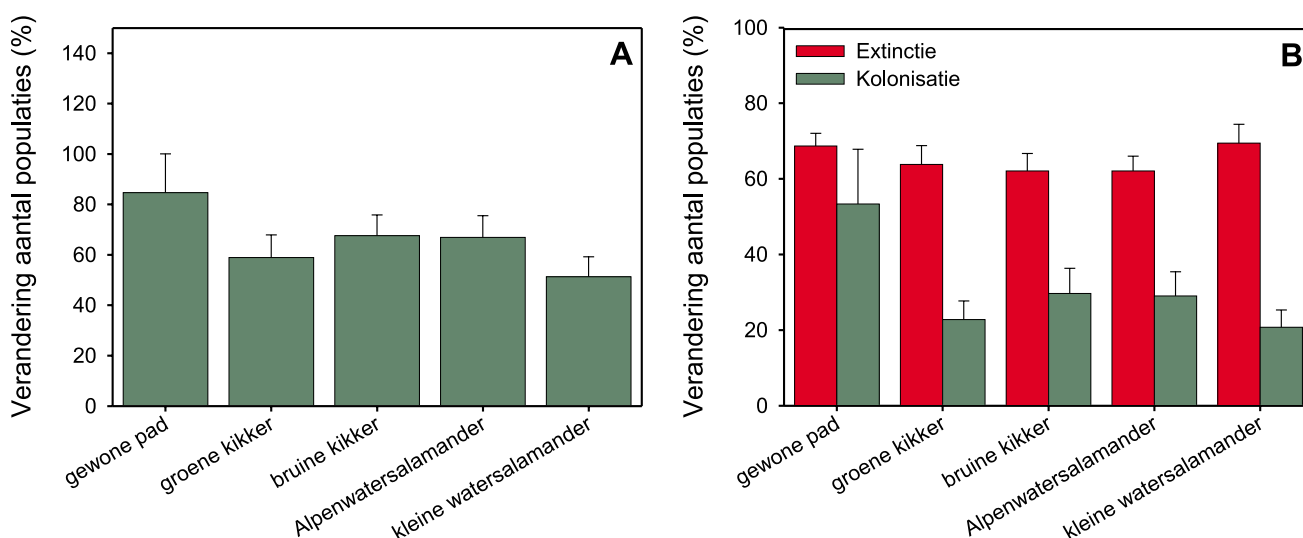 Verandering aantal populaties (%)
140
120
100
80
60
40
20
0
A
gewone pad
groene kikker
bruine kikker
Alpenwatersalamander
kleine watersalamander
Verandering aantal populaties (%)
100
80
60
40
20
0
Extinctie
Kolonisatie
B
gewone pad
groene kikker
bruine kikker
Alpenwatersalamander
kleine watersalamander